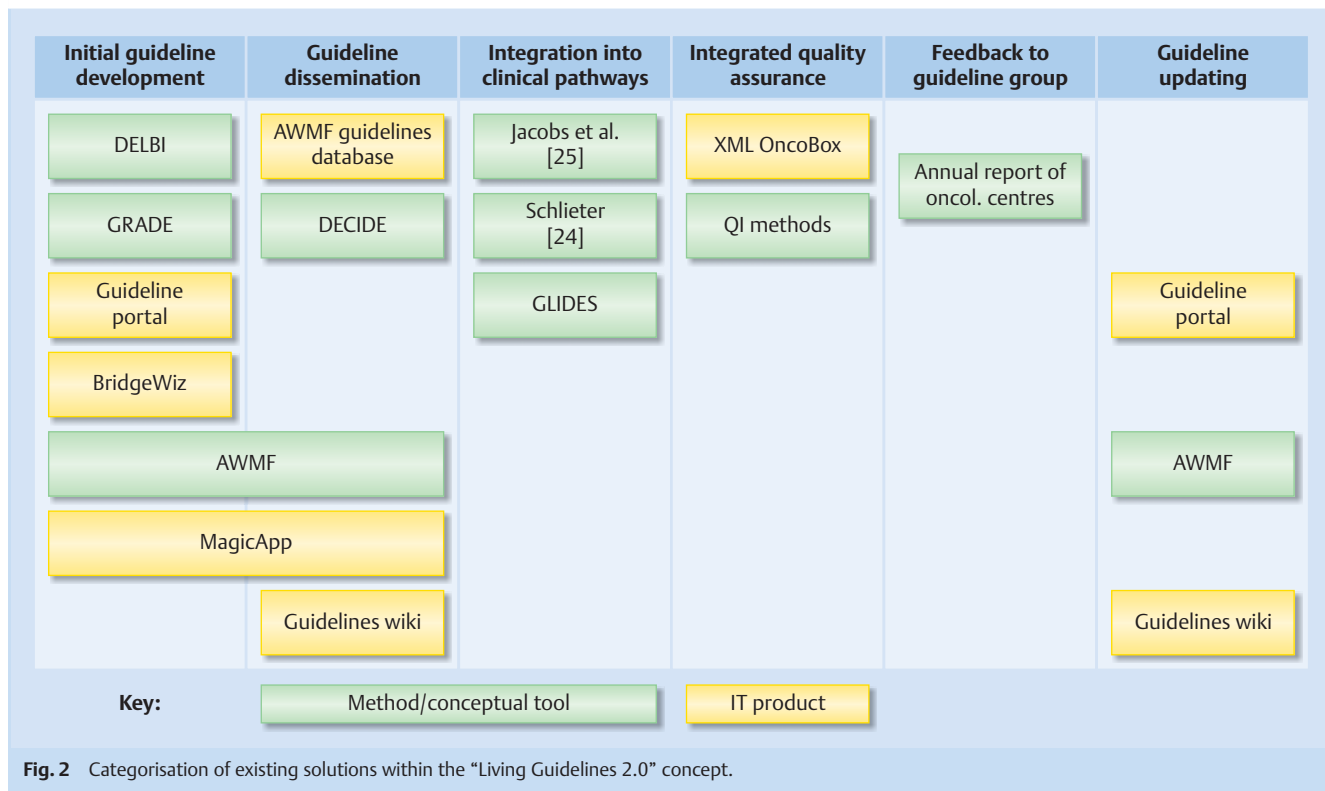 Initial guideline
development
Guideline
dissemination
Integration into
clinical pathways
Integrated quality
assurance
Feedback to
guideline group
Guideline
updating
DELBI
AWMF guidelines
database
Jacobs et al.
[25]
XML OncoBox
Annual report of
oncol. centres
GRADE
DECIDE
Schlieter
[24]
QI methods
Guideline
portal
GLIDES
Guideline
portal
BridgeWiz
AWMF
AWMF
MagicApp
Guidelines wiki
Guidelines wiki
Key:
Method/conceptual tool
IT product
Fig. 2 Categorisation of existing solutions within the “Living Guidelines 2.0” concept.